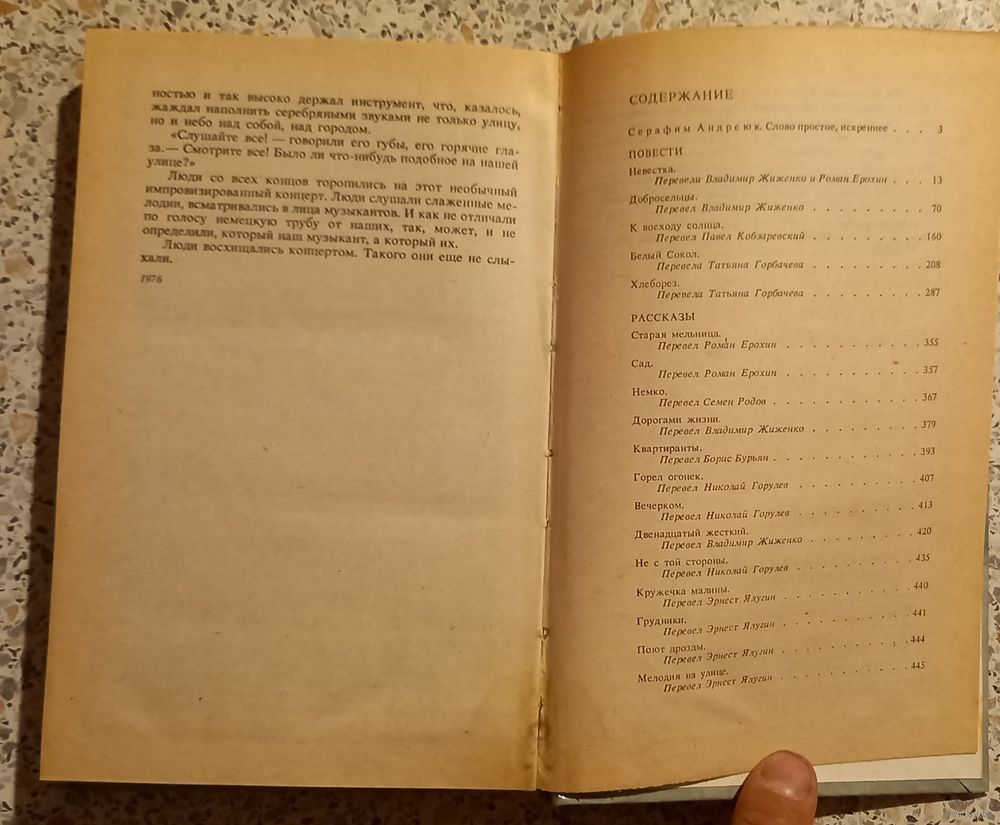 ностью и так высоко держал инструмент, что, казалось,
жаждал наполнить серебряными звуками не только улицу,
но и небо над собой, над городом.
«Слушайте все! — говорили его губы, его горячие гла-
за.— Смотрите все! Было ли что-нибудь подобное на нашей
улице?»
Люди со всех концов торопились на этот необычный
импровизированный концерт. Люди слушали слаженные ме-
лодии, всматривались в лица музыкантов. И как не отличали
по голосу немецкую трубу от наших, так, может, и не
определили, который наш музыкант, а который их.
Люди восхищались концертом. Такого они еще не слы-
хали.
1976
СОДЕРЖАНИЕ
Серафим Андреюк. Слово простое, искреннее . . . 3
ПОВЕСТИ
Невестка.
Перевели Владимир Жиженко и Роман Ерохин . . . 13
Добросельцы.
Перевел Владимир Жиженко . . . . . . . . 70
К восходу солнца.
Перевел Павел Кобзаревский . . . . . . . . 160
Белый Сокол.
Перевела Татьяна Горбачева . . . . . . . . 208
Хлеборез.
Перевела Татьяна Горбачева . . . . . . . . 287
РАССКАЗЫ
Старая мельница.
Перевел Роман Ерохин . . . . . . . . . . 355
Сад.
Перевел Роман Ерохин . . . . . . . . . . 357
Немко.
Перевел Семен Родов . . . . . . . . . . . 367
Дорогами жизни.
Перевел Владимир Жиженко . . . . . . . . 379
Квартиранты.
Перевел Борис Бурьян . . . . . . . . . . . 393
Горел огонек.
Перевел Николай Горулев . . . . . . . . . 407
Вечерком.
Перевел Николай Горулев . . . . . . . . . 413
Двенадцатый жесткий.
Перевел Владимир Жиженко . . . . . . . . 420
Не с той стороны.
Перевел Николай Горулев . . . . . . . . . 435
Кружечка малины.
Перевел Эрнест Ялугин . . . . . . . . . . 440
Грудники.
Перевел Эрнест Ялугин . . . . . . . . . . 441
Поют дрозды.
Перевел Эрнест Ялугин . . . . . . . . . . 444
Мелодия на улице.
Перевел Эрнест Ялугин . . . . . . . . . . 445